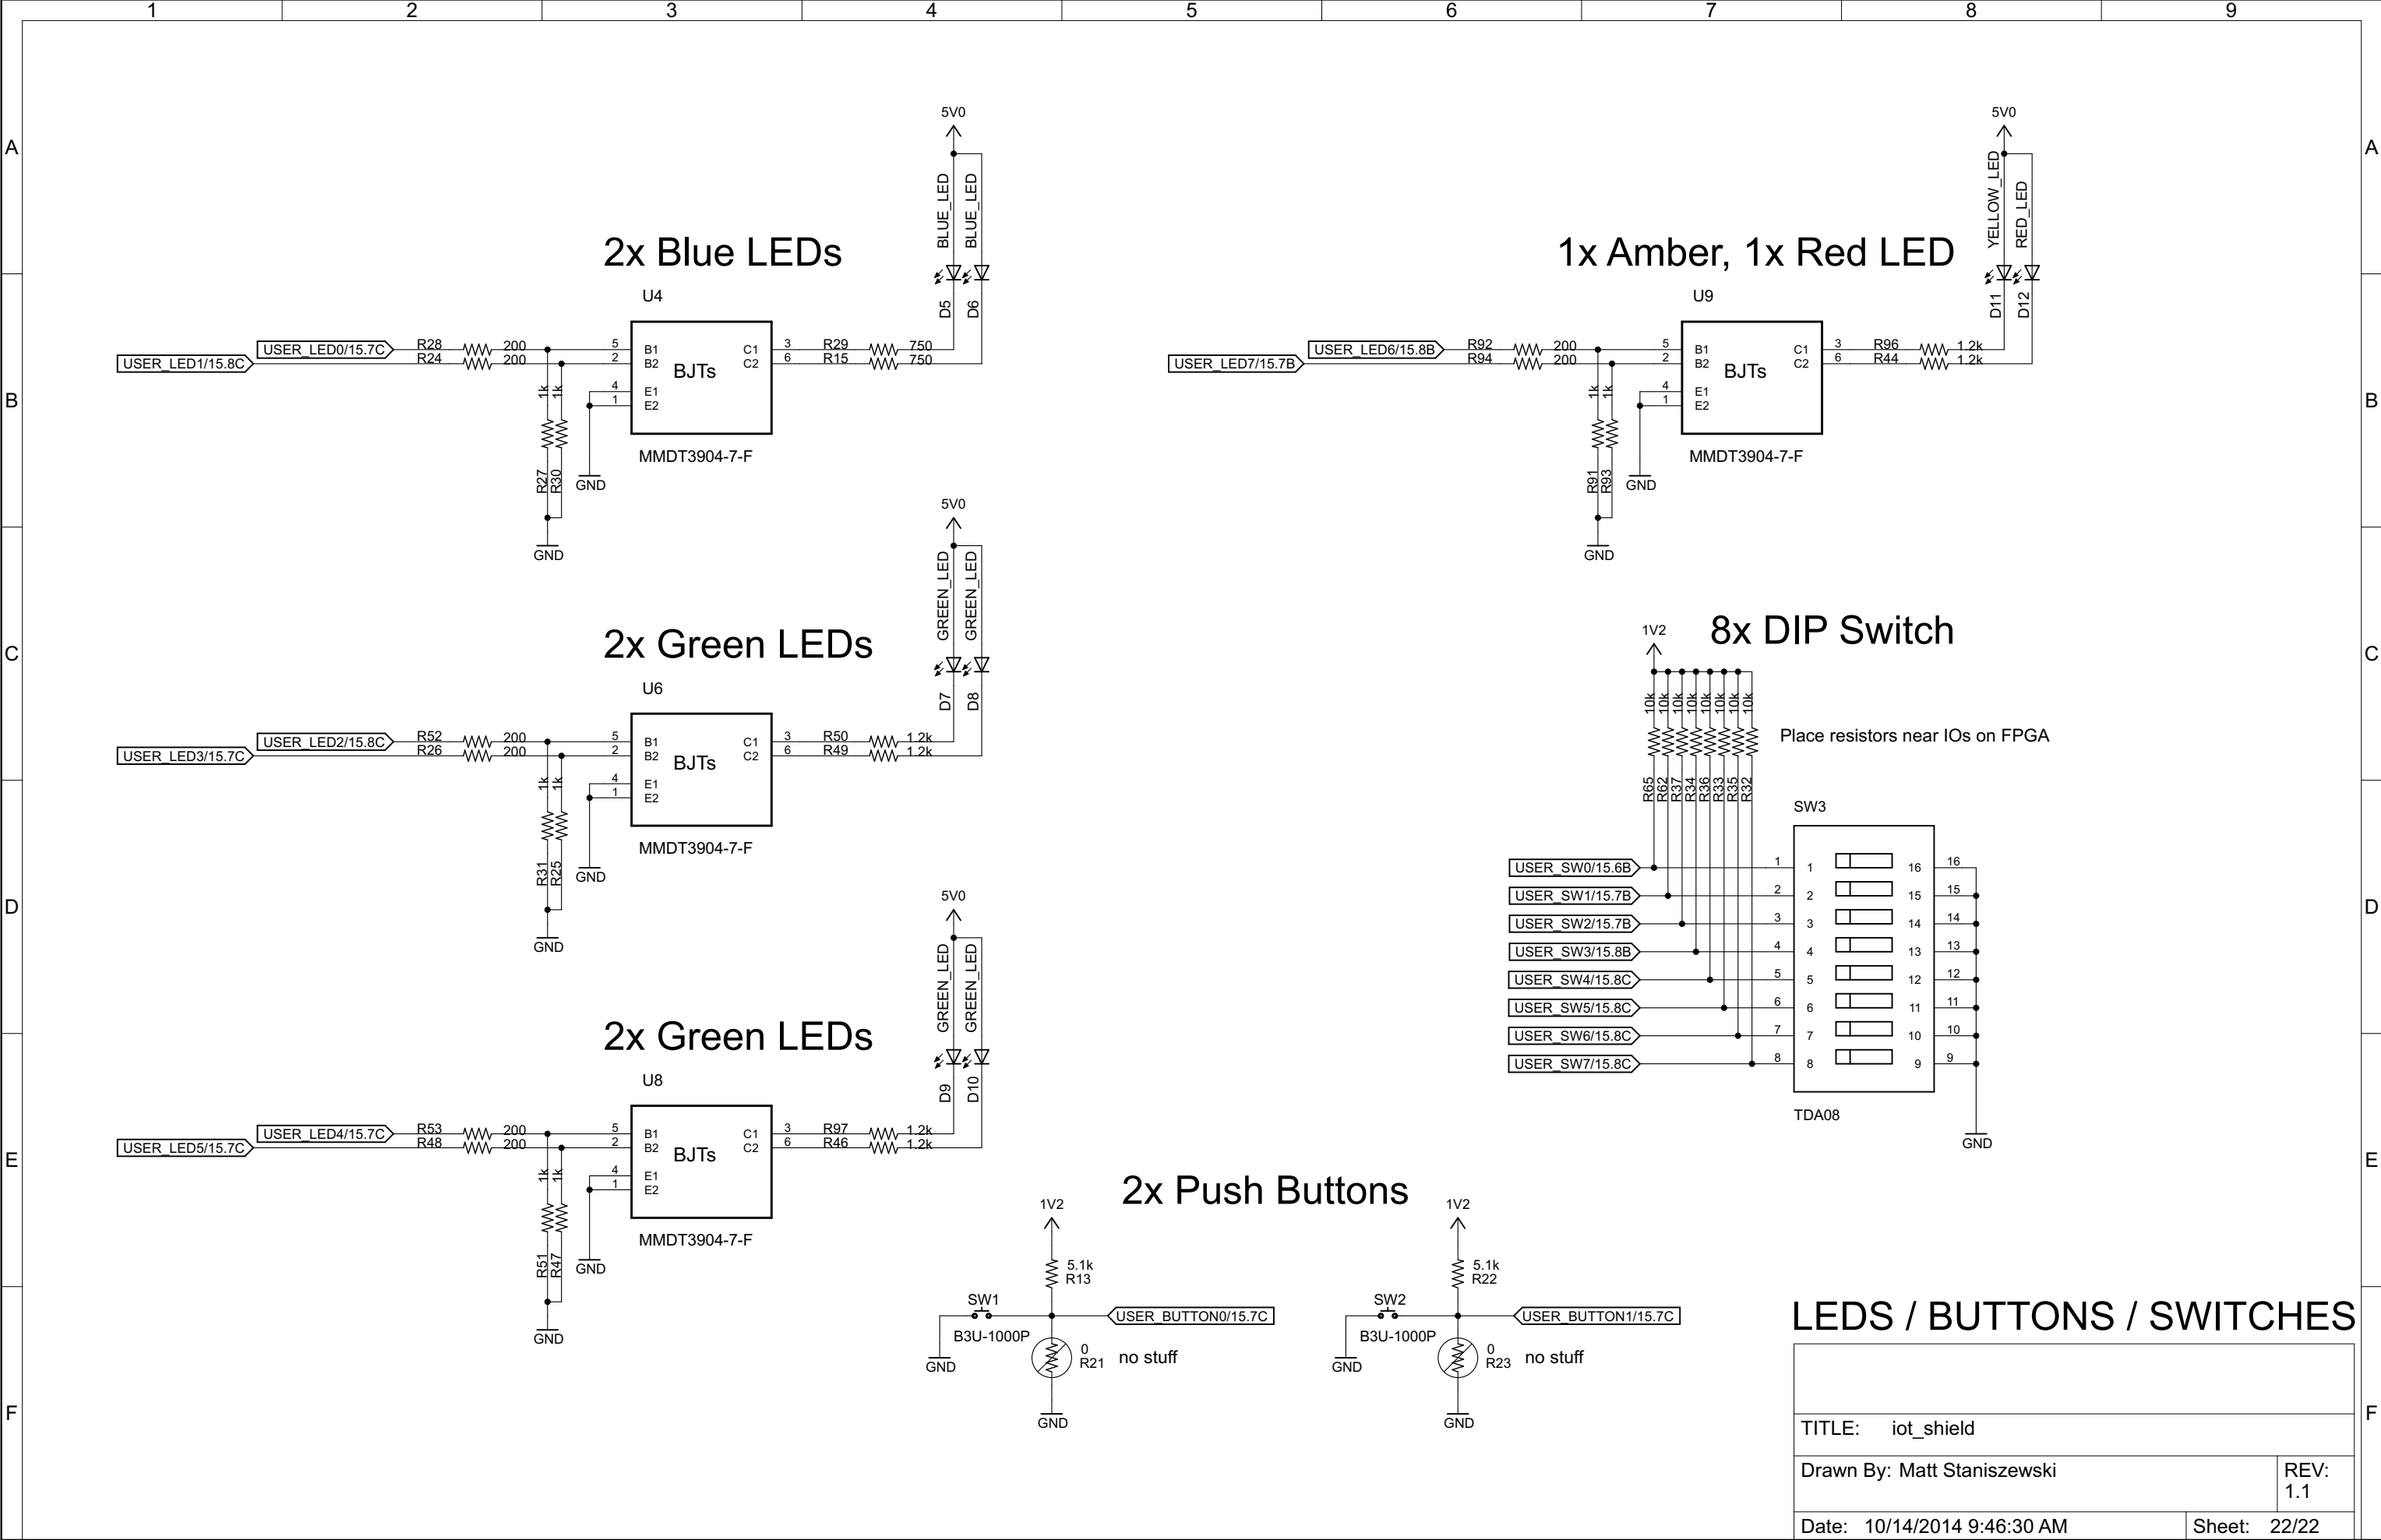 1 2 3 4 5 6 7 8 9
A
B
C
D
E
F
A
B
C
D
E
F
2x Blue LEDs
5V0
BLUE_LED
BLUE_LED
D5
D6
U4
USER_LED0/15.7C
USER_LED1/15.8C
R28 200
R24 200
1k
1k
R27
R30
GND
GND
5 B1
2 B2
4 E1
1 E2
BJTs
C1 3
C2 6
R29 750
R15 750
MMDT3904-7-F
1x Amber, 1x Red LED
5V0
YELLOW_LED
RED_LED
D11
D12
U9
USER_LED6/15.8B
USER_LED7/15.7B
R92 200
R94 200
1k
1k
R91
R93
GND
GND
5 B1
2 B2
4 E1
1 E2
BJTs
C1 3
C2 6
R96 1.2k
R44 1.2k
MMDT3904-7-F
2x Green LEDs
5V0
GREEN_LED
GREEN_LED
D7
D8
U6
USER_LED2/15.8C
USER_LED3/15.7C
R52 200
R26 200
1k
1k
R31
R25
GND
GND
5 B1
2 B2
4 E1
1 E2
BJTs
C1 3
C2 6
R50 1.2k
R49 1.2k
MMDT3904-7-F
8x DIP Switch
1V2
10k
10k
10k
10k
10k
10k
10k
10k
R65
R62
R37
R34
R36
R33
R35
R32
Place resistors near IOs on FPGA
SW3
USER_SW0/15.6B 1 1 16 16
USER_SW1/15.7B 2 2 15 15
USER_SW2/15.7B 3 3 14 14
USER_SW3/15.8B 4 4 13 13
USER_SW4/15.8C 5 5 12 12
USER_SW5/15.8C 6 6 11 11
USER_SW6/15.8C 7 7 10 10
USER_SW7/15.8C 8 8 9 9
TDA08
GND
2x Green LEDs
5V0
GREEN_LED
GREEN_LED
D9
D10
U8
USER_LED4/15.7C
USER_LED5/15.7C
R53 200
R48 200
1k
1k
R51
R47
GND
GND
5 B1
2 B2
4 E1
1 E2
BJTs
C1 3
C2 6
R97 1.2k
R46 1.2k
MMDT3904-7-F
2x Push Buttons
1V2
5.1k
R13
SW1
B3U-1000P
USER_BUTTON0/15.7C
0
R21 no stuff
GND
GND
1V2
5.1k
R22
SW2
B3U-1000P
USER_BUTTON1/15.7C
0
R23 no stuff
GND
GND
LEDS / BUTTONS / SWITCHES
TITLE: iot_shield
Drawn By: Matt Staniszewski
REV:
1.1
Date: 10/14/2014 9:46:30 AM
Sheet: 22/22